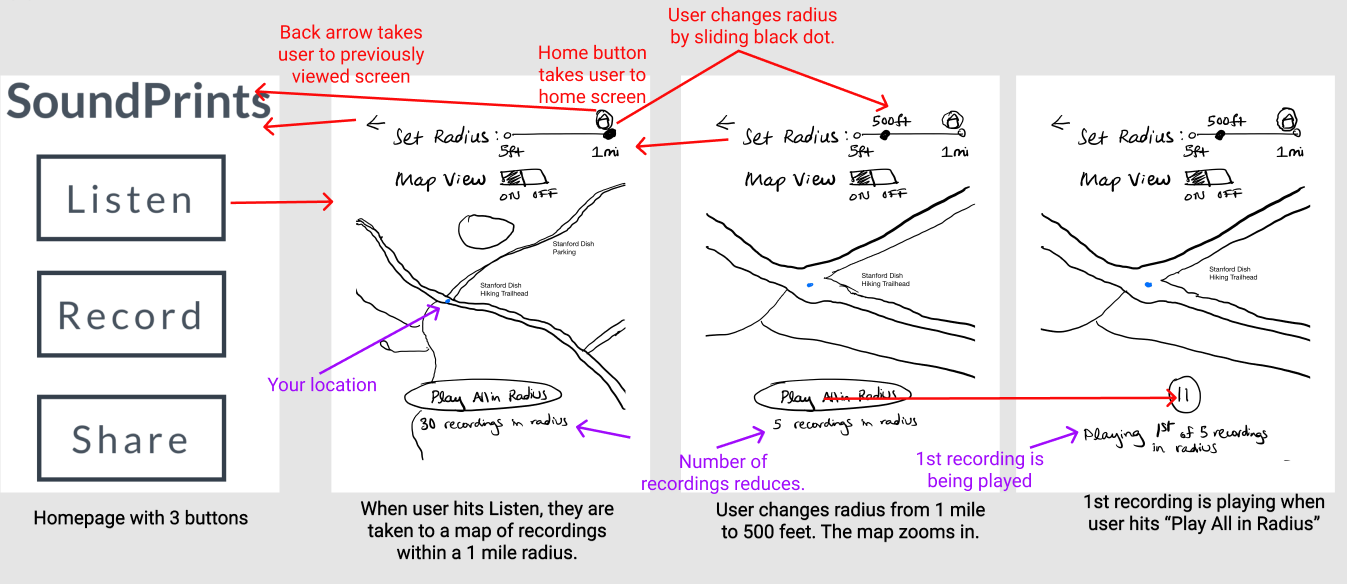 User changes radius
by sliding black dot.
Back arrow takes
user to previously
viewed screen
Home button
takes user to
home screen
SoundPrints
Listen
Record
Share
Homepage with 3 buttons
Set Radius:
5ft
1mi
Map View
ON OFF
Stanford Dish
Parking
Stanford Dish
Hiking Trailhead
Your location
Play All in Radius
30 recordings in radius
When user hits Listen, they are
taken to a map of recordings
within a 1 mile radius.
500ft
Set Radius:
5ft
1mi
Map View
ON OFF
Stanford Dish
Hiking Trailhead
Play All in Radius
5 recordings in radius
Number of
recordings reduces.
User changes radius from 1 mile
to 500 feet. The map zooms in.
500ft
Set Radius:
5ft
1mi
Map View
ON OFF
Stanford Dish
Hiking Trailhead
Playing 1st of 5 recordings
in radius
1st recording is
being played
1st recording is playing when
user hits “Play All in Radius”